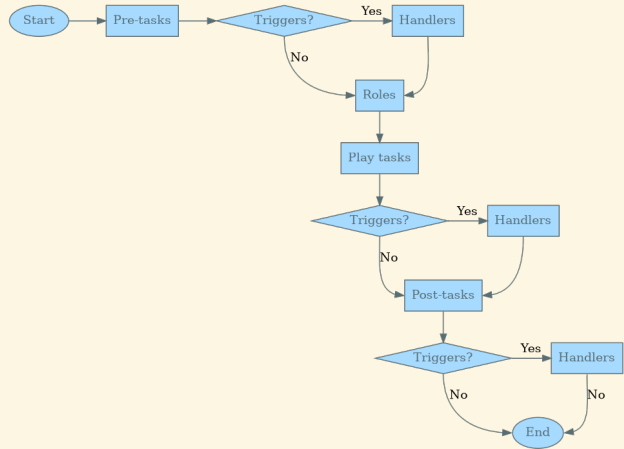 Start
Pre-tasks
Triggers?
Yes
Handlers
No
Roles
Play tasks
Triggers?
Yes
Handlers
No
Post-tasks
Triggers?
Yes
Handlers
No
No
End